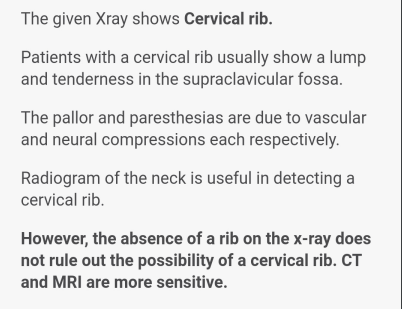 The given Xray shows Cervical rib.
Patients with a cervical rib usually show a lump
and tenderness in the supraclavicular fossa.
The pallor and paresthesias are due to vascular
and neural compressions each respectively.
Radiogram of the neck is useful in detecting a
cervical rib.
However, the absence of a rib on the x-ray does
not rule out the possibility of a cervical rib. CT
and MRI are more sensitive.